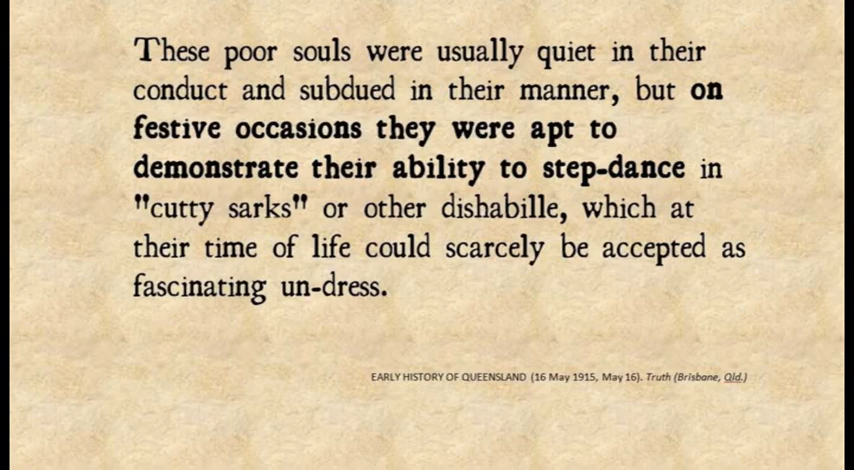 These poor souls were usually quiet in their
conduct and subdued in their manner, but on
festive occasions they were apt to
demonstrate their ability to step-dance in
"cutty sarks" or other dishabille, which at
their time of life could scarcely be accepted as
fascinating un-dress.
EARLY HISTORY OF QUEENSLAND (16 May 1915, May 16). Truth (Brisbane, Qld.)